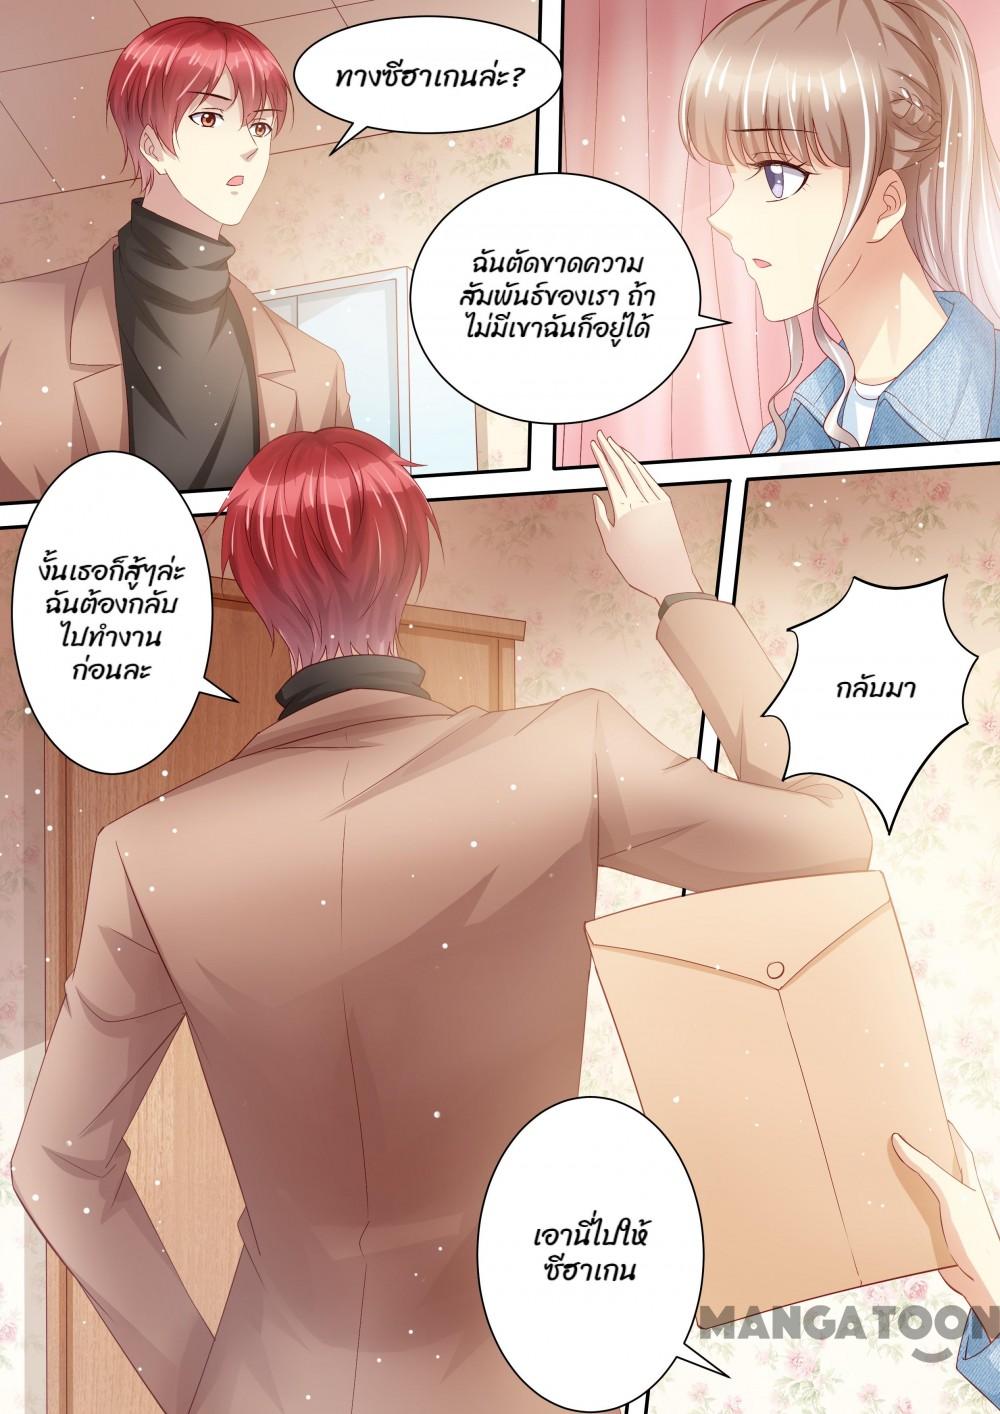 ทางซีฮาเกนล่ะ?
ฉันตัดขาดความ
สัมพันธ์ของเรา ถ้า
ไม่มีเขาฉันก็อยู่ได้
งั้นเธอก็สู้ๆล่ะ
ฉันต้องกลับ
ไปทำงาน
ก่อนละ
กลับมา
เอานี่ไปให้
ซีฮาเกน
MANGATOON